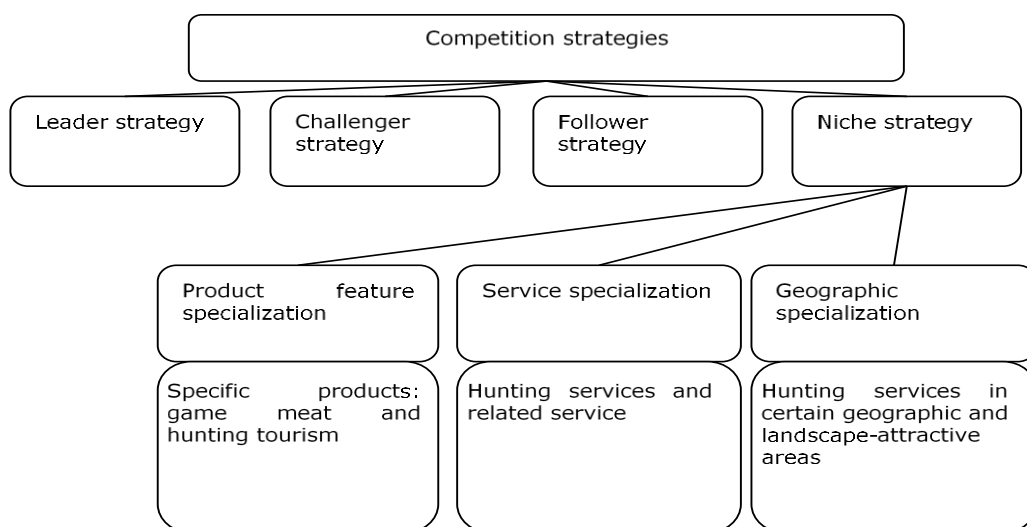 Competition strategies
Leader strategy
Challenger
strategy
Follower
strategy
Niche strategy
Product feature
specialization
Service specialization
Geographic
specialization
Specific products:
game meat and
hunting tourism
Hunting services and
related service
Hunting services in
certain geographic and
landscape-attractive
areas